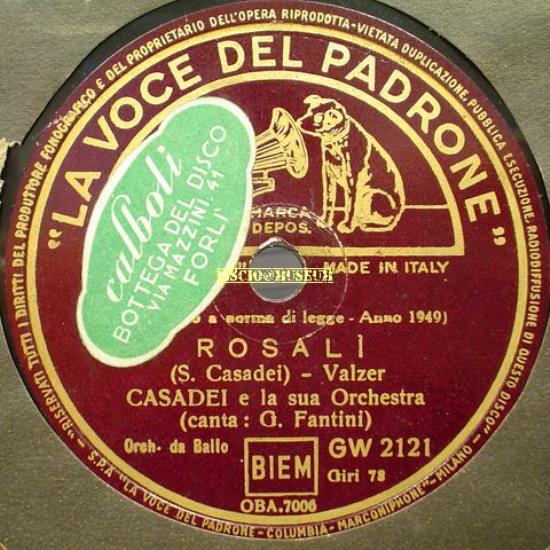 "RISERVATI TUTTI I DIRITTI DEL PRODUTTORE FONOGRAFICO E DEL PROPRIETARIO DELL'OPERA RIPRODOTTA - VIETATA DUPLICAZIONE, PUBBLICA ESECUZIONE, RADIODIFFUSIONE DI QUESTO DISCO"
"LA VOCE DEL PADRONE"
calboli
BOTTEGA DEL DISCO
VIA MAZZINI, 41
FORLI'
MARCA
DEPOS.
MADE IN ITALY
a norma di legge - Anno 1949)
ROSALÌ
(S. Casadei) - Valzer
CASADEI e la sua Orchestra
(canta: G. Fantini)
Orch. da Ballo
BIEM
GW 2121
Giri 78
OBA.7006
- S.P.A "LA VOCE DEL PADRONE - COLUMBIA - MARCONIPHONE" - MILANO -